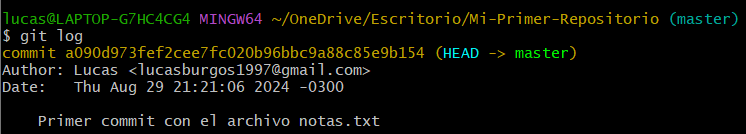 lucas@LAPTOP-G7HC4CG4 MINGW64 ~/OneDrive/Escritorio/Mi-Primer-Repositorio (master)
$ git log
commit a090d973fef2cee7fc020b96bbc9a88c85e9b154 (HEAD -> master)
Author: Lucas <lucasburgos1997@gmail.com>
Date:   Thu Aug 29 21:21:06 2024 -0300
    Primer commit con el archivo notas.txt